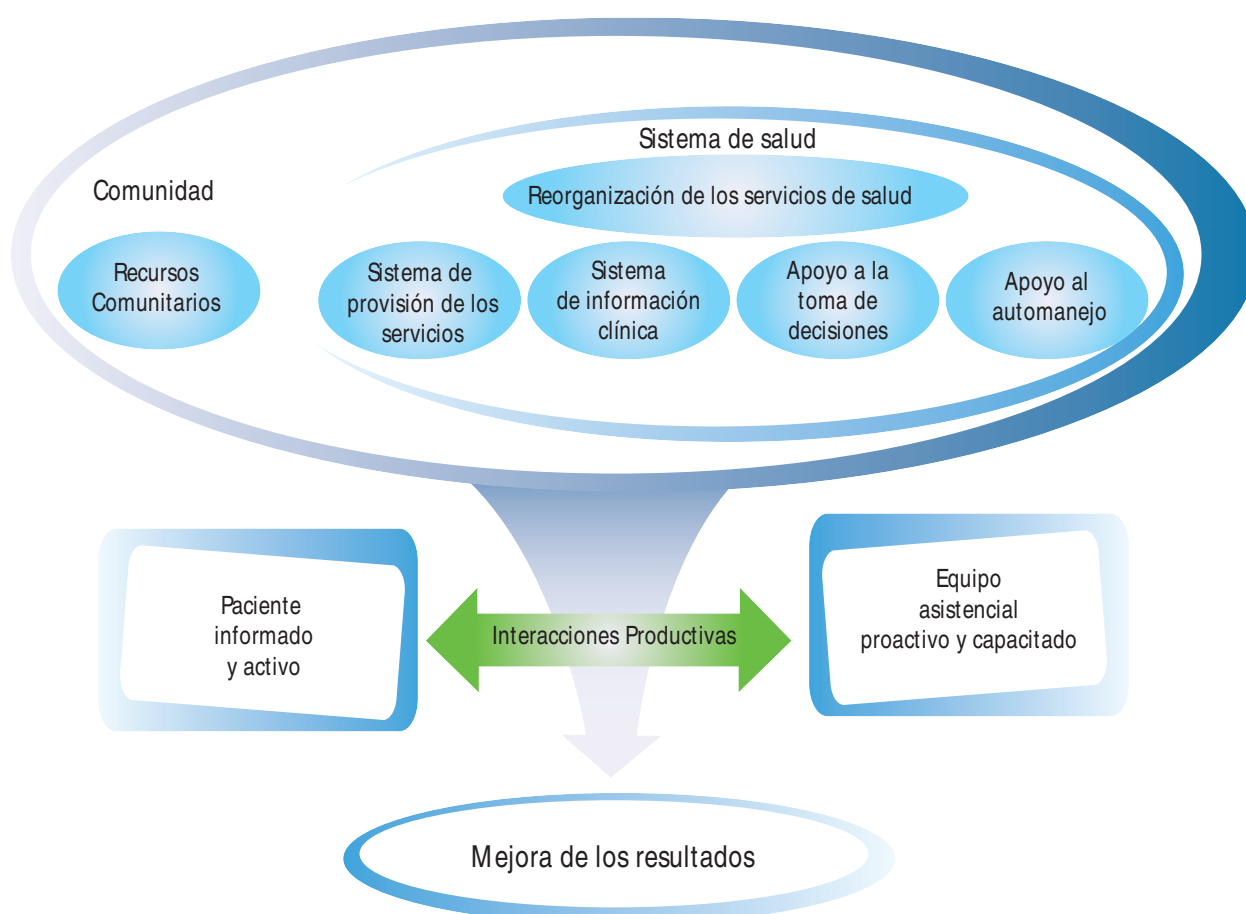 Sistema de salud
Reorganización de los servicios de salud
Comunidad
Recursos
Comunitarios
Sistema de
provisión de los
servicios
Sistema
de información
clínica
Apoyo a la
toma de
decisiones
Apoyo al
automanejo
Paciente
informado
y activo
Interacciones Productivas
Equipo
asistencial
proactivo y capacitado
Mejora de los resultados